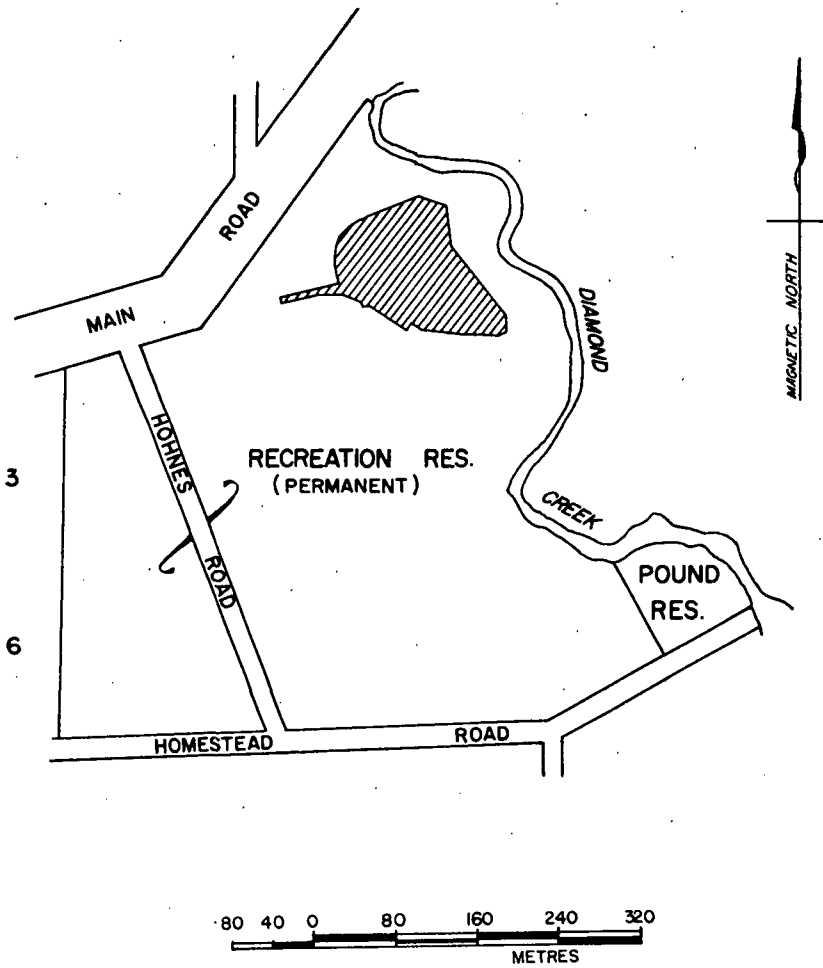 ROAD
MAIN
DIAMOND
MAGNETIC NORTH
HOHNES
ROAD
RECREATION RES.
(PERMANENT)
3
CREEK
POUND
RES.
6
HOMESTEAD ROAD
80 40 0 80 160 240 320
METRES